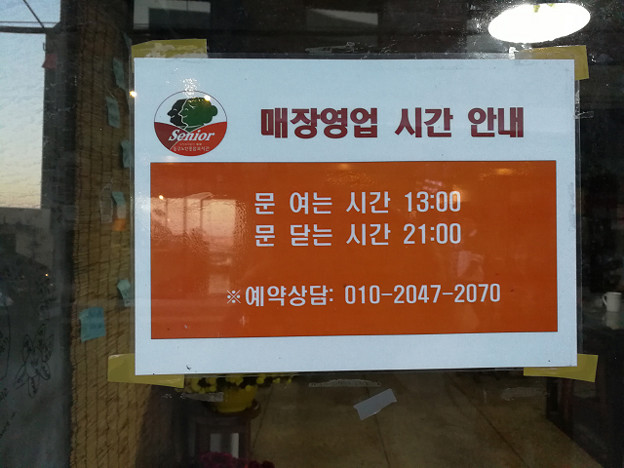 Senior
매장영업 시간 안내
문 여는 시간 13:00
문 닫는 시간 21:00
※예약상담: 010-2047-2070